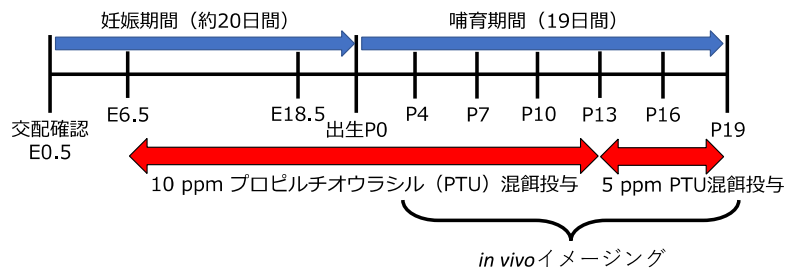 妊娠期間（約20日間）
哺育期間（19日間）
E6.5
E18.5
P4
P7
P10
P13
P16
交配確認
E0.5
出生P0
P19
10 ppm プロピルチオウラシル（PTU）混餌投与
5 ppm PTU混餌投与
in vivoイメージング